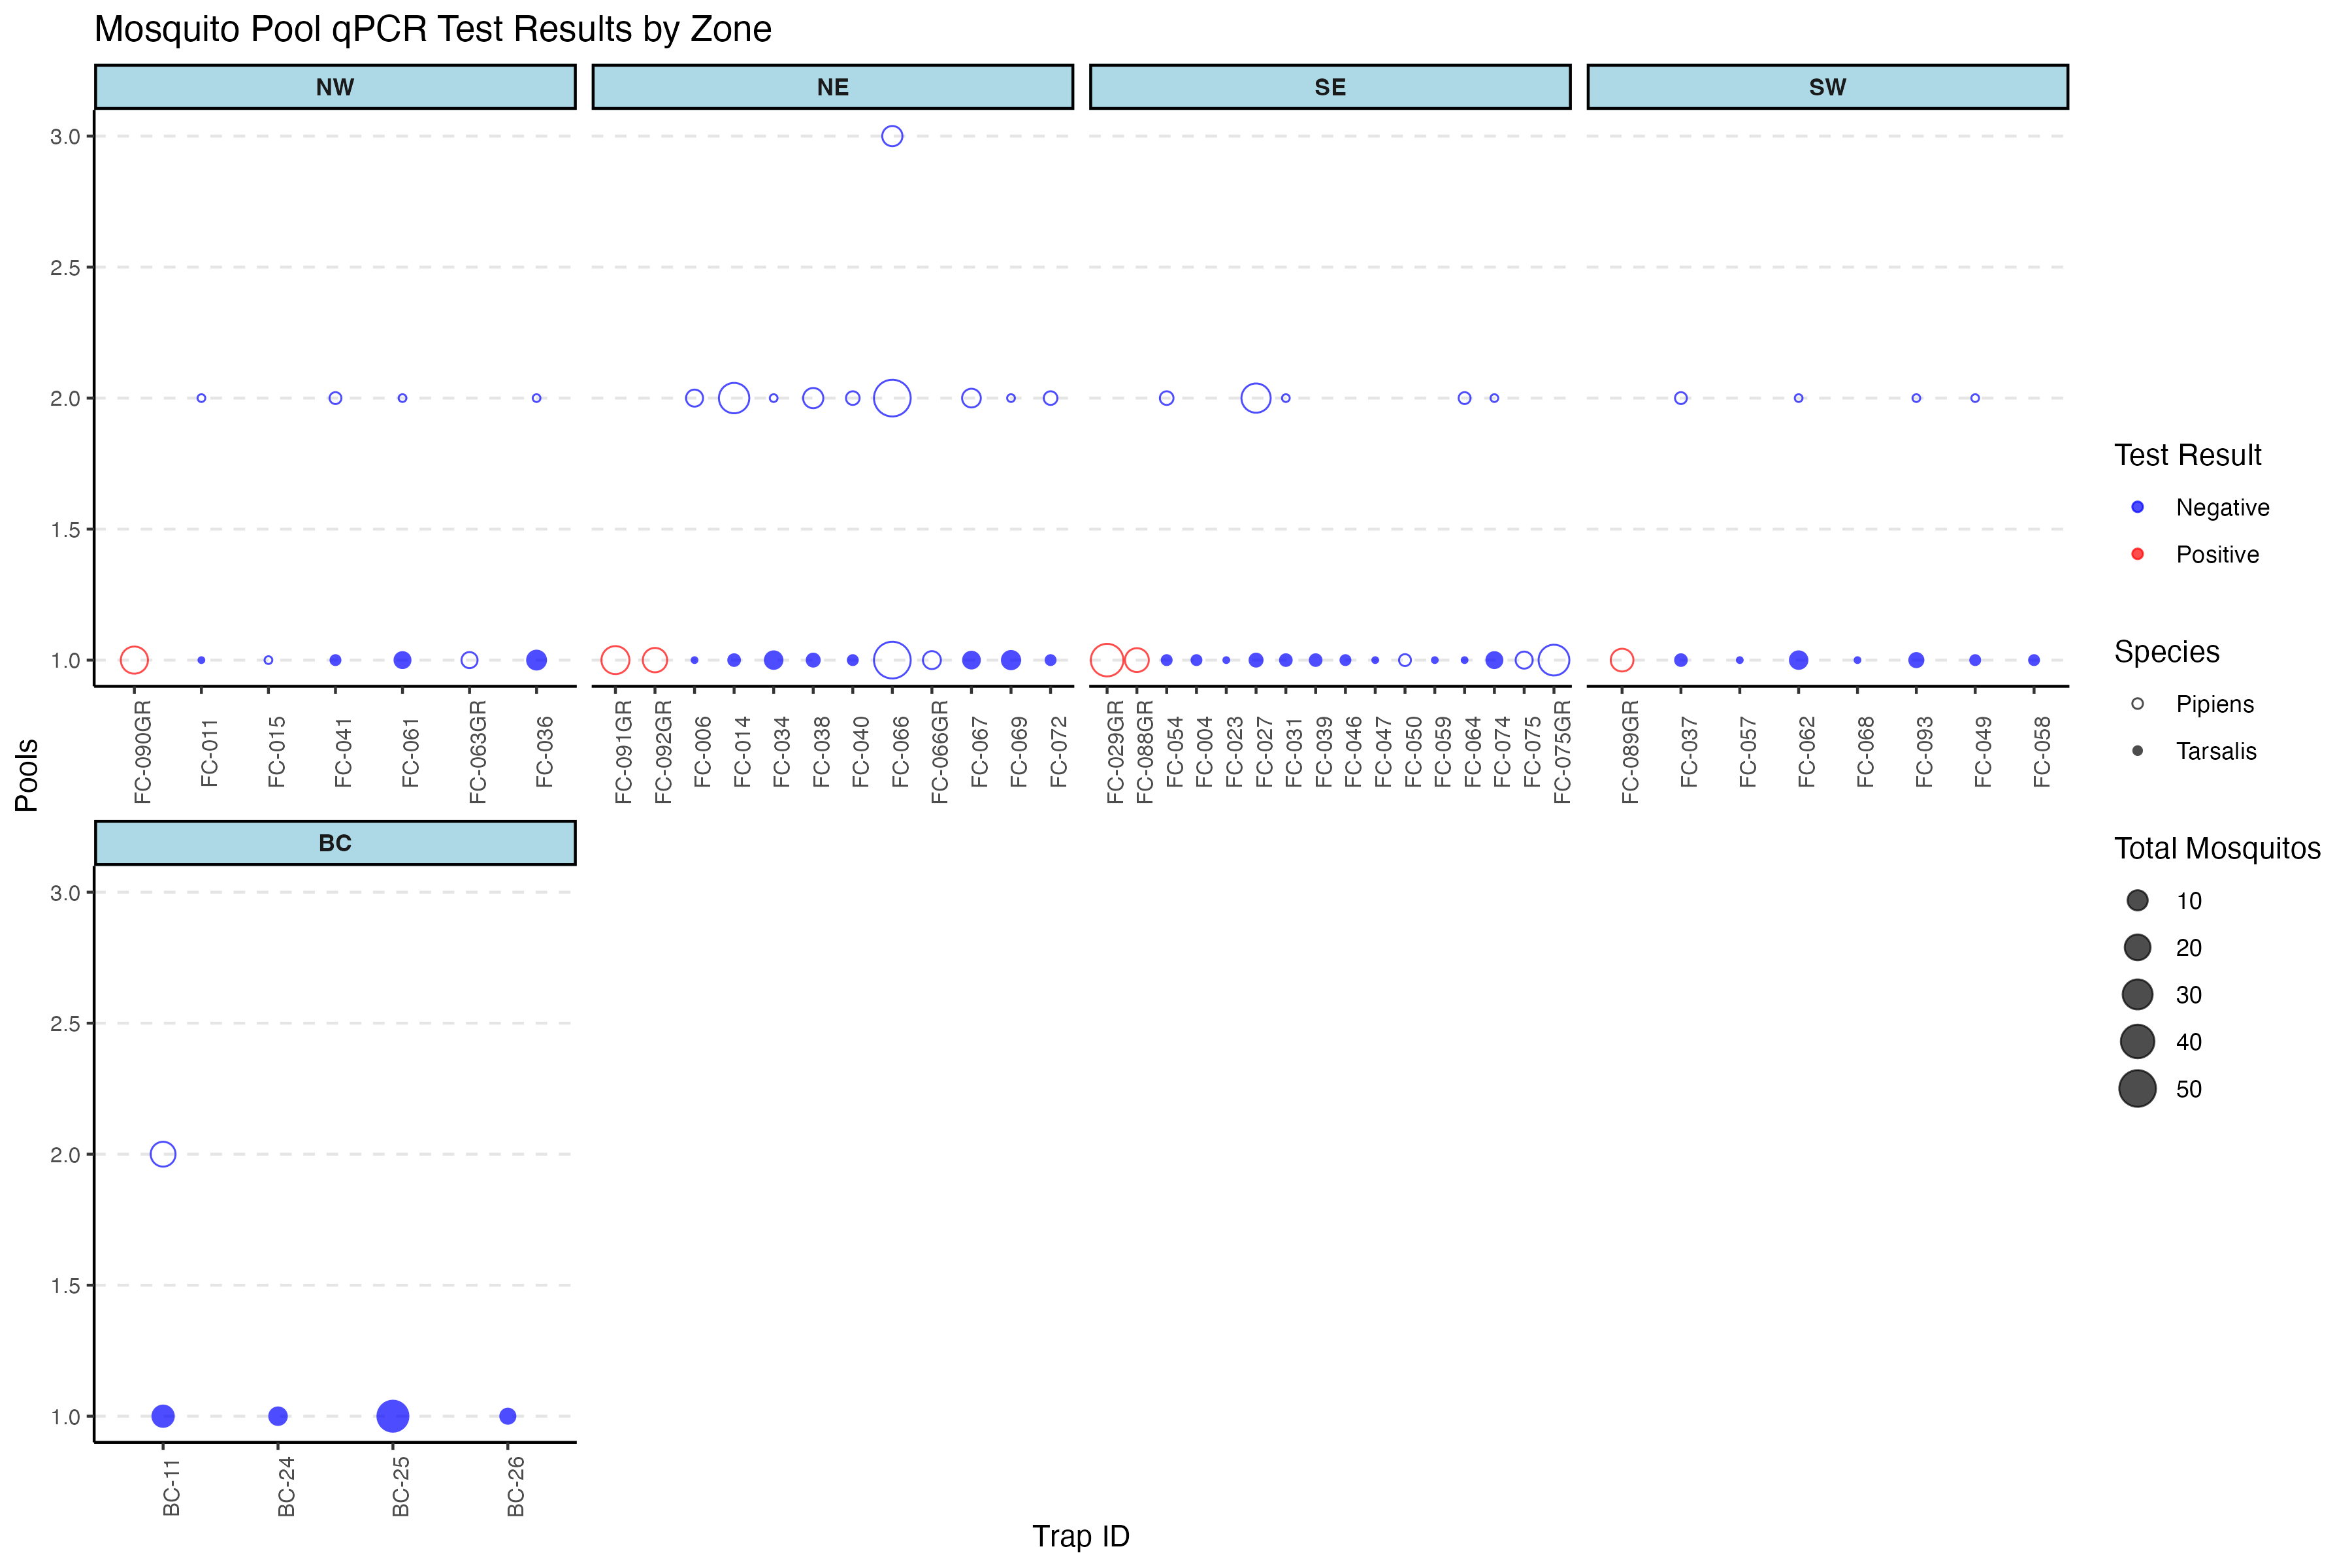 Mosquito Pool qPCR Test Results by Zone
NW
NE
SE
SW
3.0
2.5
2.0
1.5
1.0
FC-090GR
FC-011
FC-015
FC-041
FC-061
FC-063GR
FC-036
FC-091GR
FC-092GR
FC-006
FC-014
FC-034
FC-038
FC-040
FC-066
FC-066GR
FC-067
FC-069
FC-072
FC-029GR
FC-088GR
FC-054
FC-004
FC-023
FC-027
FC-031
FC-039
FC-046
FC-047
FC-050
FC-059
FC-064
FC-074
FC-075
FC-075GR
FC-089GR
FC-037
FC-057
FC-062
FC-068
FC-093
FC-049
FC-058
Pools
BC
3.0
2.5
2.0
1.5
1.0
BC-11
BC-24
BC-25
BC-26
Trap ID
Test Result
Negative
Positive
Species
Pipiens
Tarsalis
Total Mosquitos
10
20
30
40
50